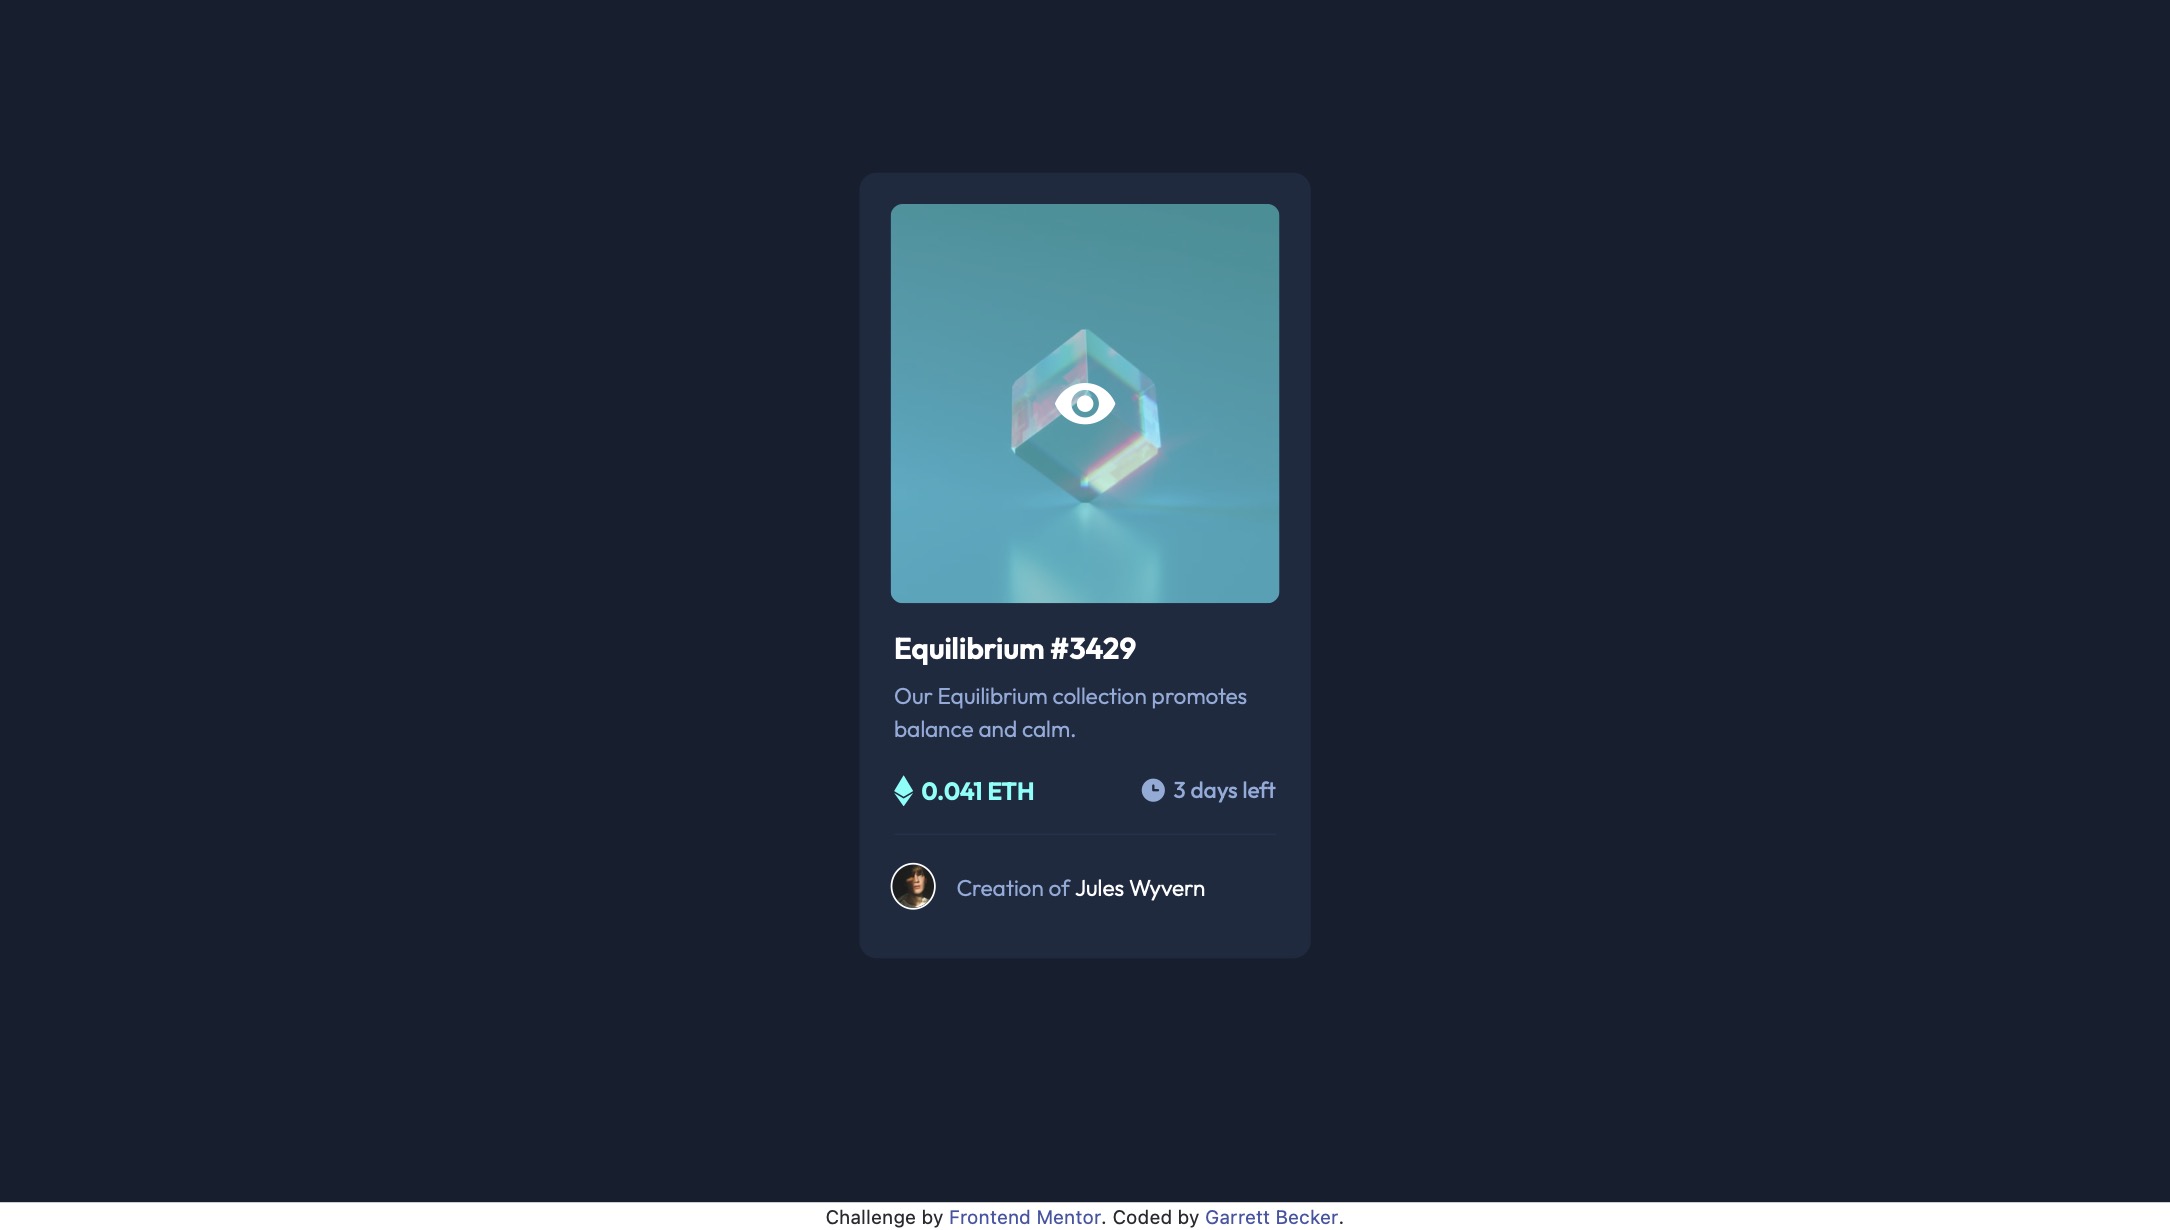 Equilibrium #3429
Our Equilibrium collection promotes
balance and calm.
0.041 ETH
3 days left
Creation of Jules Wyvern
Challenge by Frontend Mentor. Coded by Garrett Becker.